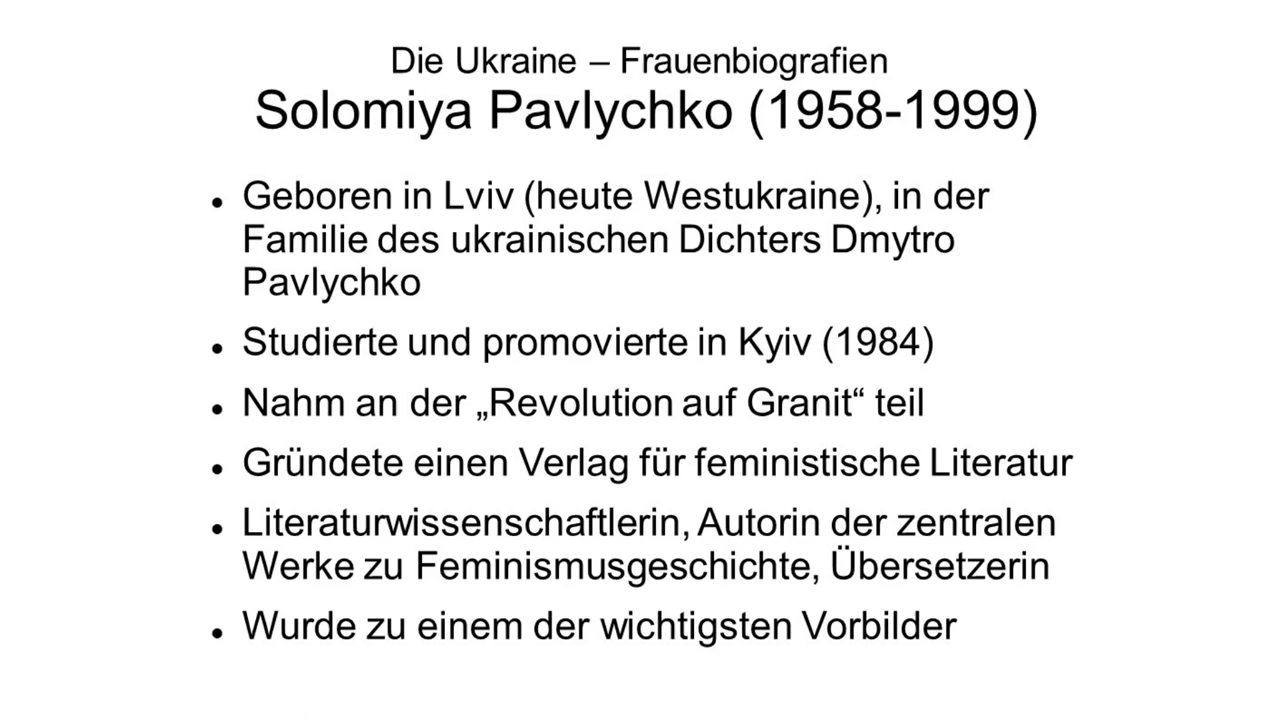 Die Ukraine – Frauenbiografien
Solomiya Pavlychko (1958-1999)
● Geboren in Lviv (heute Westukraine), in der
Familie des ukrainischen Dichters Dmytro
Pavlychko
● Studierte und promovierte in Kyiv (1984)
● Nahm an der „Revolution auf Granit“ teil
● Gründete einen Verlag für feministische Literatur
● Literaturwissenschaftlerin, Autorin der zentralen
Werke zu Feminismusgeschichte, Übersetzerin
● Wurde zu einem der wichtigsten Vorbilder